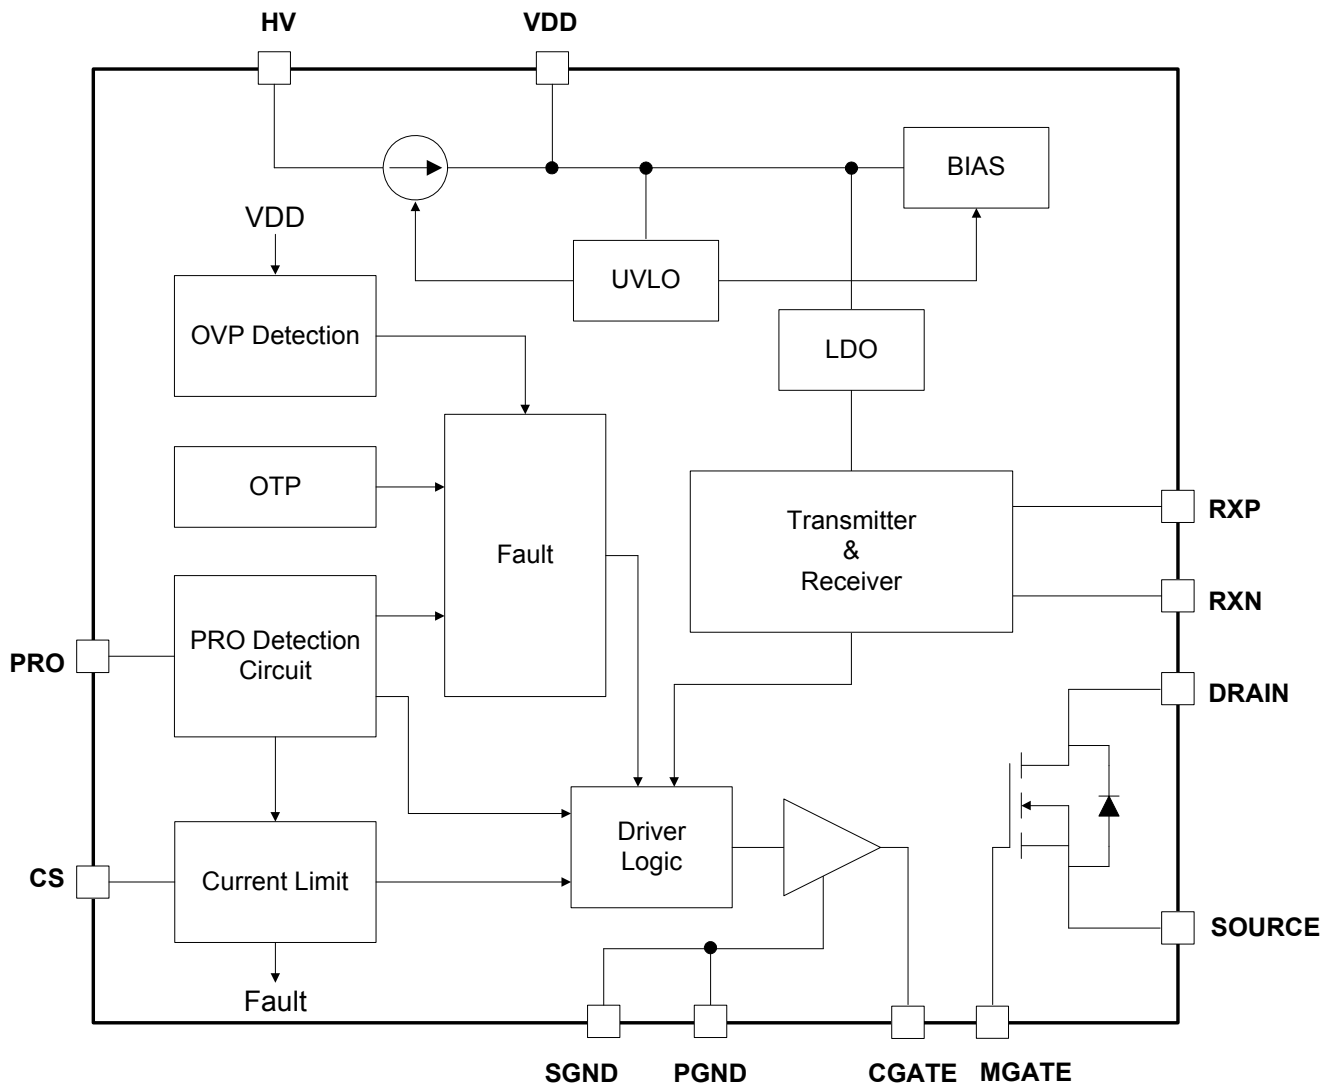 HV
VDD
BIAS
VDD
UVLO
OVP Detection
LDO
OTP
Transmitter
&
Receiver
RXP
Fault
RXN
PRO
PRO Detection
Circuit
DRAIN
Driver
Logic
CS
Current Limit
SOURCE
Fault
SGND
PGND
CGATE
MGATE